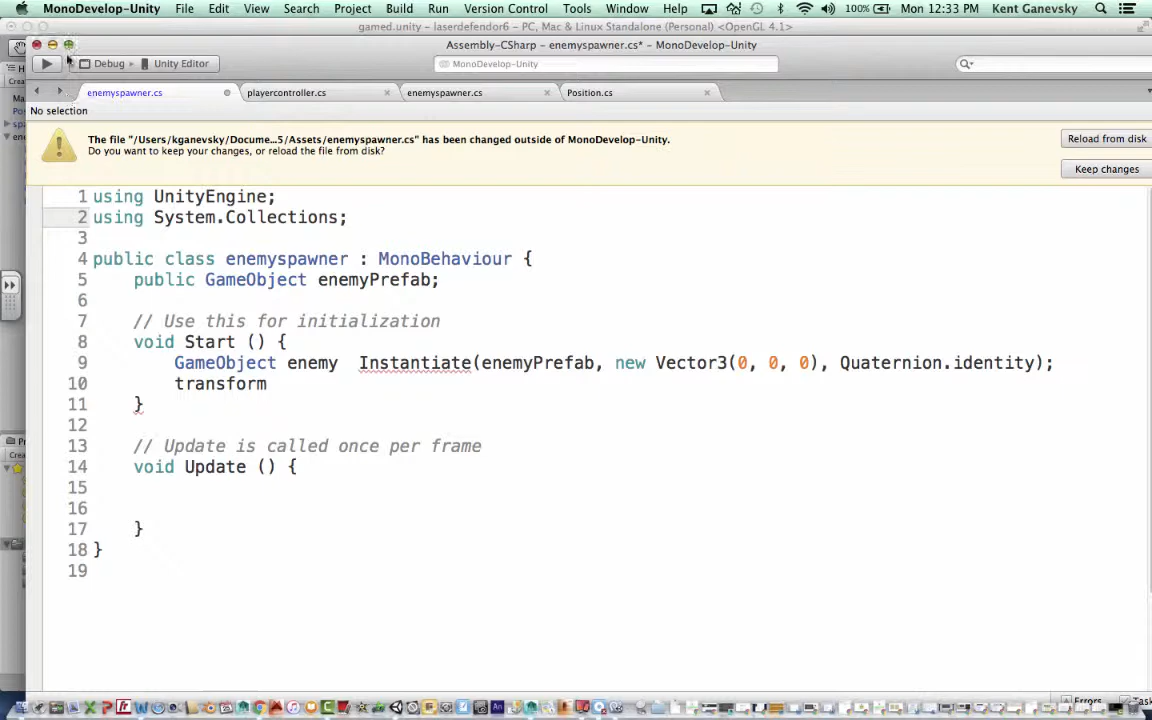 MonoDevelop-Unity File Edit View Search Project Build Run Version Control Tools Window Help 100% Mon 12:33 PM Kent Ganevsky
gamed.unity - laserdefendor6 - PC, Mac & Linux Standalone (Personal) <OpenGL 4.1>
Assembly-CSharp - enemyspawner.cs* - MonoDevelop-Unity
Debug Unity Editor MonoDevelop-Unity
enemyspawner.cs playercontroller.cs enemyspawner.cs Position.cs
No selection
The file "/Users/kganevsky/Docume...5/Assets/enemyspawner.cs" has been changed outside of MonoDevelop-Unity.
Do you want to keep your changes, or reload the file from disk?
Reload from disk
Keep changes
1 using UnityEngine;
2 using System.Collections;
3
4 public class enemyspawner : MonoBehaviour {
5 public GameObject enemyPrefab;
6
7 // Use this for initialization
8 void Start () {
9 GameObject enemy Instantiate(enemyPrefab, new Vector3(0, 0, 0), Quaternion.identity);
10 transform
11 }
12
13 // Update is called once per frame
14 void Update () {
15
16
17 }
18 }
19
Errors